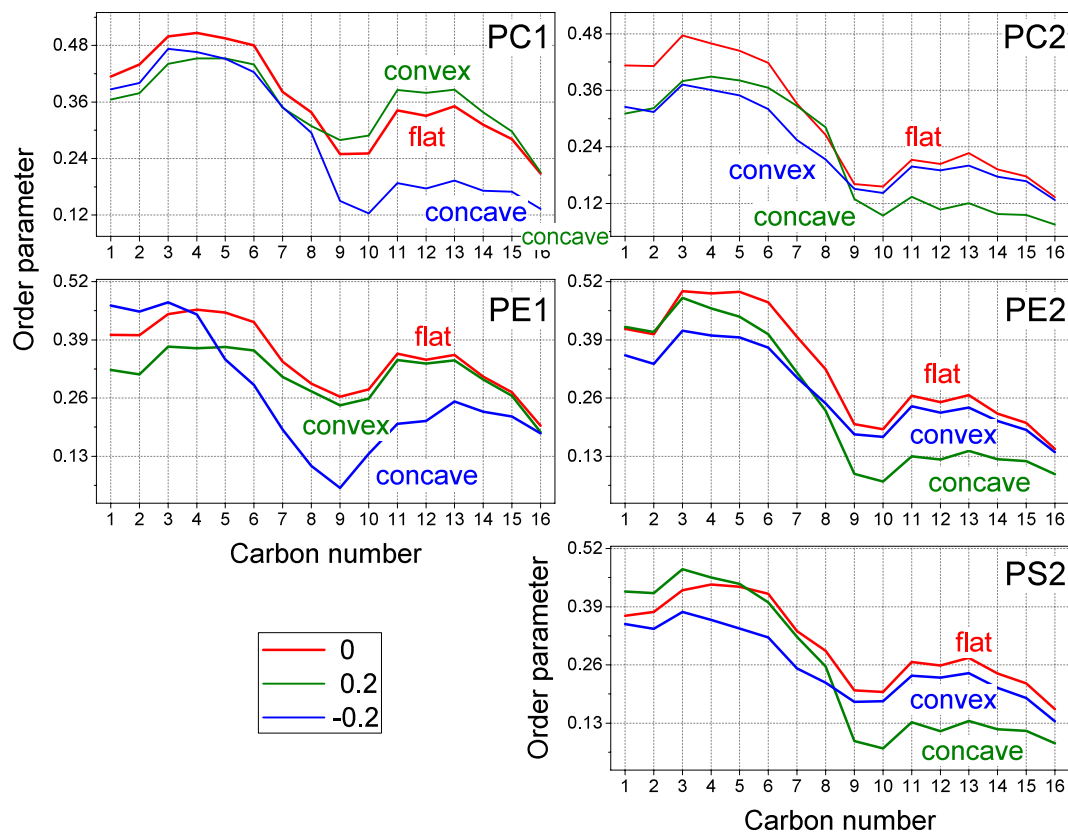 PC1
0.48
0.36
0.24
0.12
convex
flat
concave
1 2 3 4 5 6 7 8 9 10 11 12 13 14 15 16
Order parameter
PC2
0.48
0.36
0.24
0.12
flat
convex
concave
concave
1 2 3 4 5 6 7 8 9 10 11 12 13 14 15 16
PE1
0.52
0.39
0.26
0.13
flat
convex
concave
1 2 3 4 5 6 7 8 9 10 11 12 13 14 15 16
Carbon number
PE2
0.52
0.39
0.26
0.13
flat
convex
concave
1 2 3 4 5 6 7 8 9 10 11 12 13 14 15 16
0
0.2
-0.2
PS2
0.52
0.39
0.26
0.13
flat
convex
concave
Order parameter
1 2 3 4 5 6 7 8 9 10 11 12 13 14 15 16
Carbon number